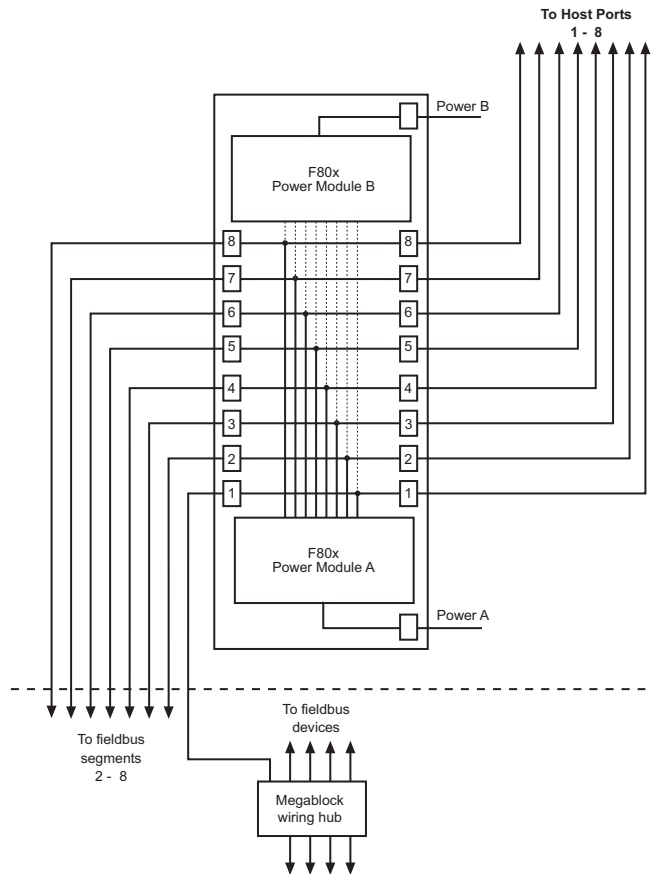 To Host Ports
1 - 8
Power B
F80x
Power Module B
8 8
7 7
6 6
5 5
4 4
3 3
2 2
1 1
F80x
Power Module A
Power A
To fieldbus
segments
2 - 8
To fieldbus
devices
Megablock
wiring hub